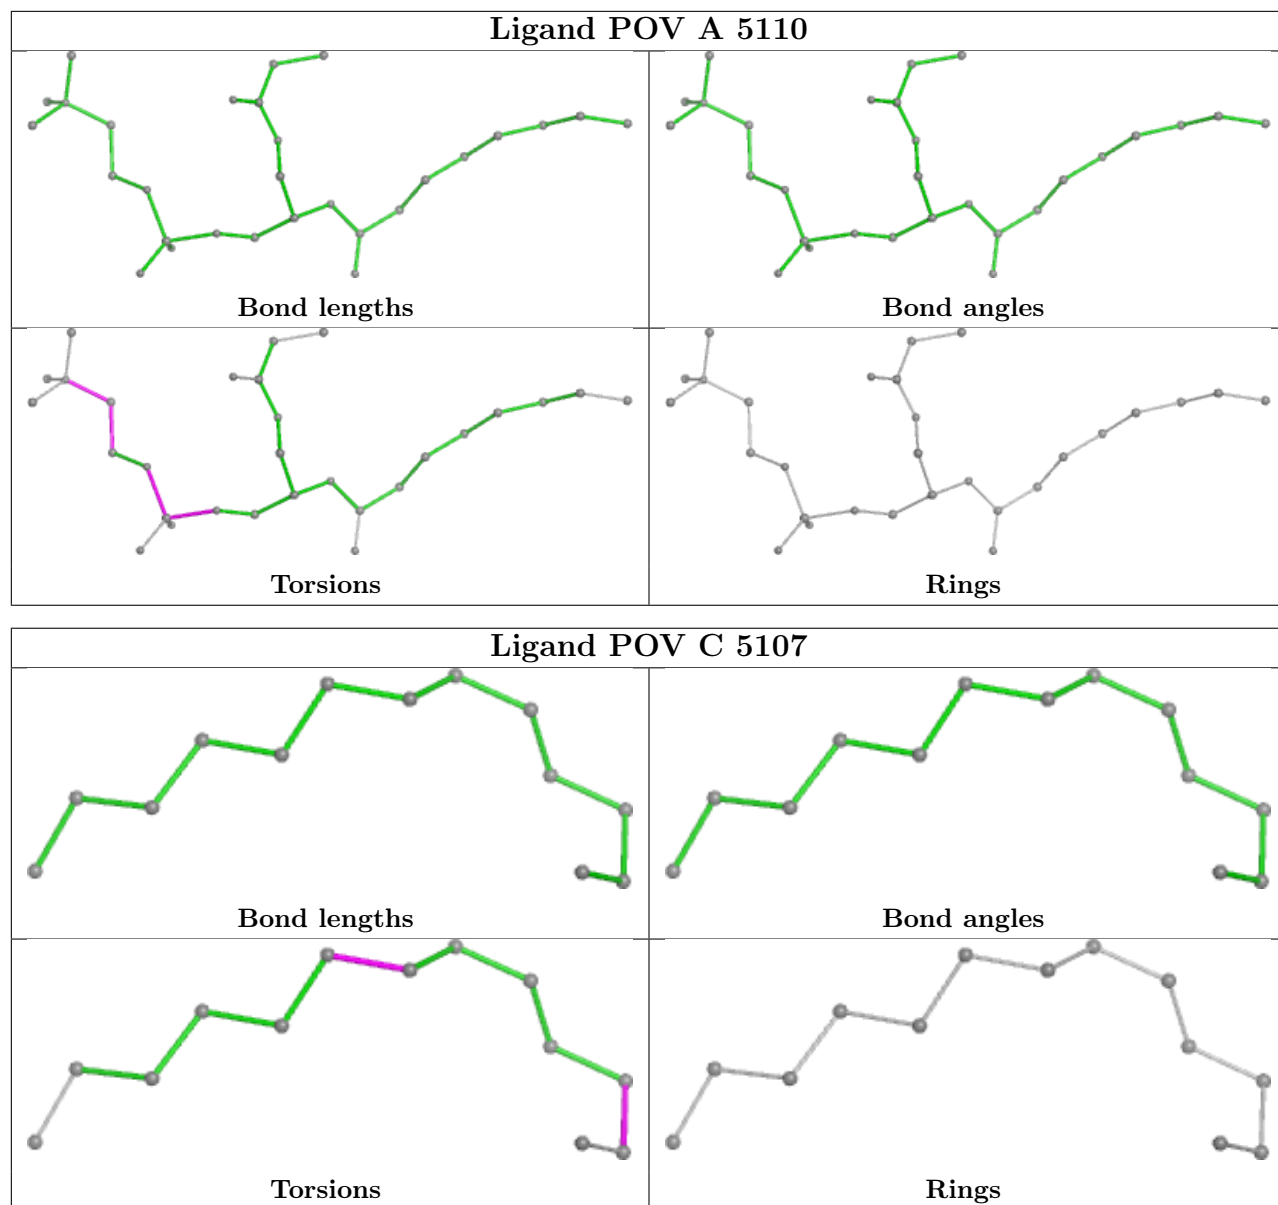 Ligand POV A 5110
Bond lengths
Bond angles
Torsions
Rings
Ligand POV C 5107
Bond lengths
Bond angles
Torsions
Rings